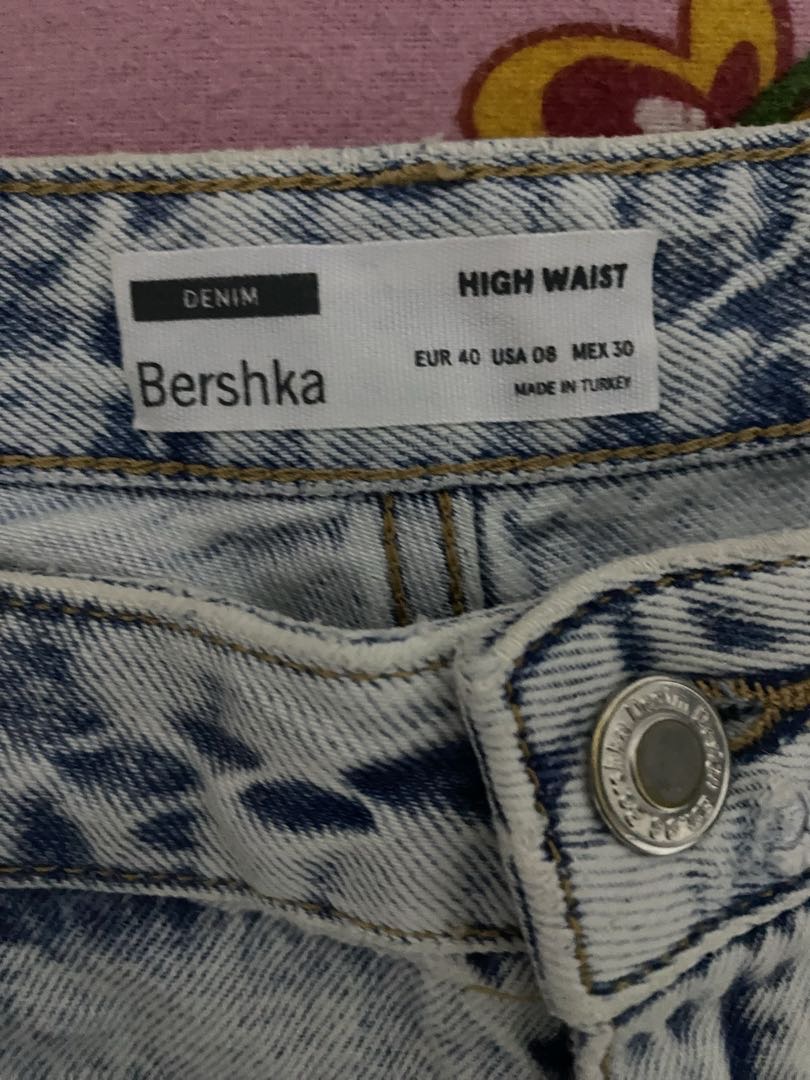 DENIM
HIGH WAIST
Bershka
EUR 40 USA 08 MEX 30
MADE IN TURKEY